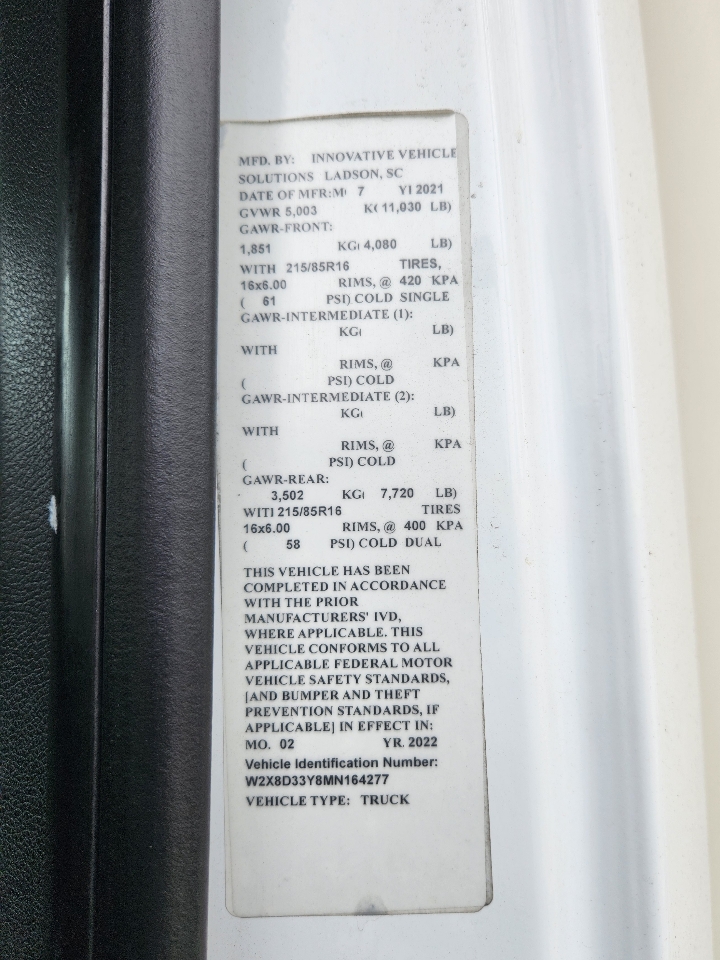 MFD. BY: INNOVATIVE VEHICLE
SOLUTIONS LADSON, SC
DATE OF MFR:M( 7 YI 2021
GVWR 5,003 K( 11,030 LB)
GAWR-FRONT:
1,851 KG( 4,080 LB)
WITH 215/85R16 TIRES,
16x6.00 RIMS, @ 420 KPA
( 61 PSI) COLD SINGLE
GAWR-INTERMEDIATE (1):
KG( LB)
WITH
RIMS, @ KPA
( PSI) COLD
GAWR-INTERMEDIATE (2):
KG( LB)
WITH
RIMS, @ KPA
( PSI) COLD
GAWR-REAR:
3,502 KG( 7,720 LB)
WITI 215/85R16 TIRES
16x6.00 RIMS, @ 400 KPA
( 58 PSI) COLD DUAL
THIS VEHICLE HAS BEEN
COMPLETED IN ACCORDANCE
WITH THE PRIOR
MANUFACTURERS' IVD,
WHERE APPLICABLE. THIS
VEHICLE CONFORMS TO ALL
APPLICABLE FEDERAL MOTOR
VEHICLE SAFETY STANDARDS,
[AND BUMPER AND THEFT
PREVENTION STANDARDS, IF
APPLICABLE] IN EFFECT IN:
MO. 02 YR. 2022
Vehicle Identification Number:
W2X8D33Y8MN164277
VEHICLE TYPE: TRUCK